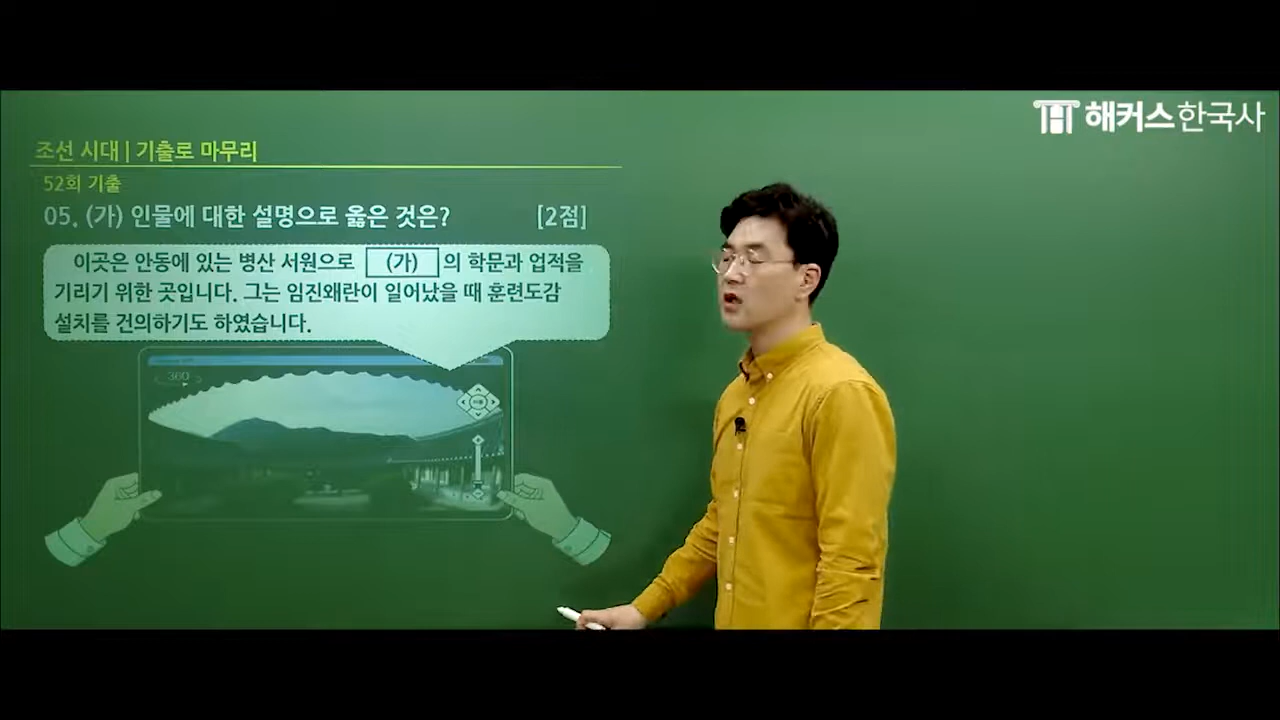 해커스한국사
조선 시대 | 기출로 마무리
52회 기출
05. (가) 인물에 대한 설명으로 옳은 것은? [2점]
이곳은 안동에 있는 병산 서원으로 (가) 의 학문과 업적을
기리기 위한 곳입니다. 그는 임진왜란이 일어났을 때 훈련도감
설치를 건의하기도 하였습니다.
360